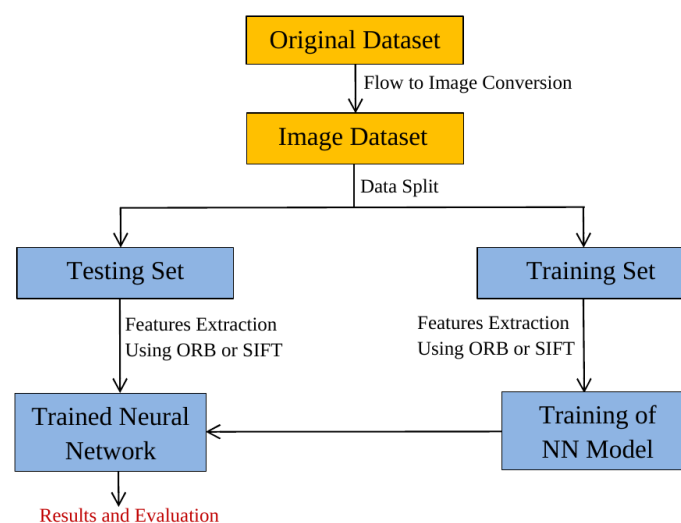 Original Dataset
Flow to Image Conversion
Image Dataset
Data Split
Testing Set
Training Set
Features Extraction
Using ORB or SIFT
Features Extraction
Using ORB or SIFT
Trained Neural
Network
Training of
NN Model
Results and Evaluation